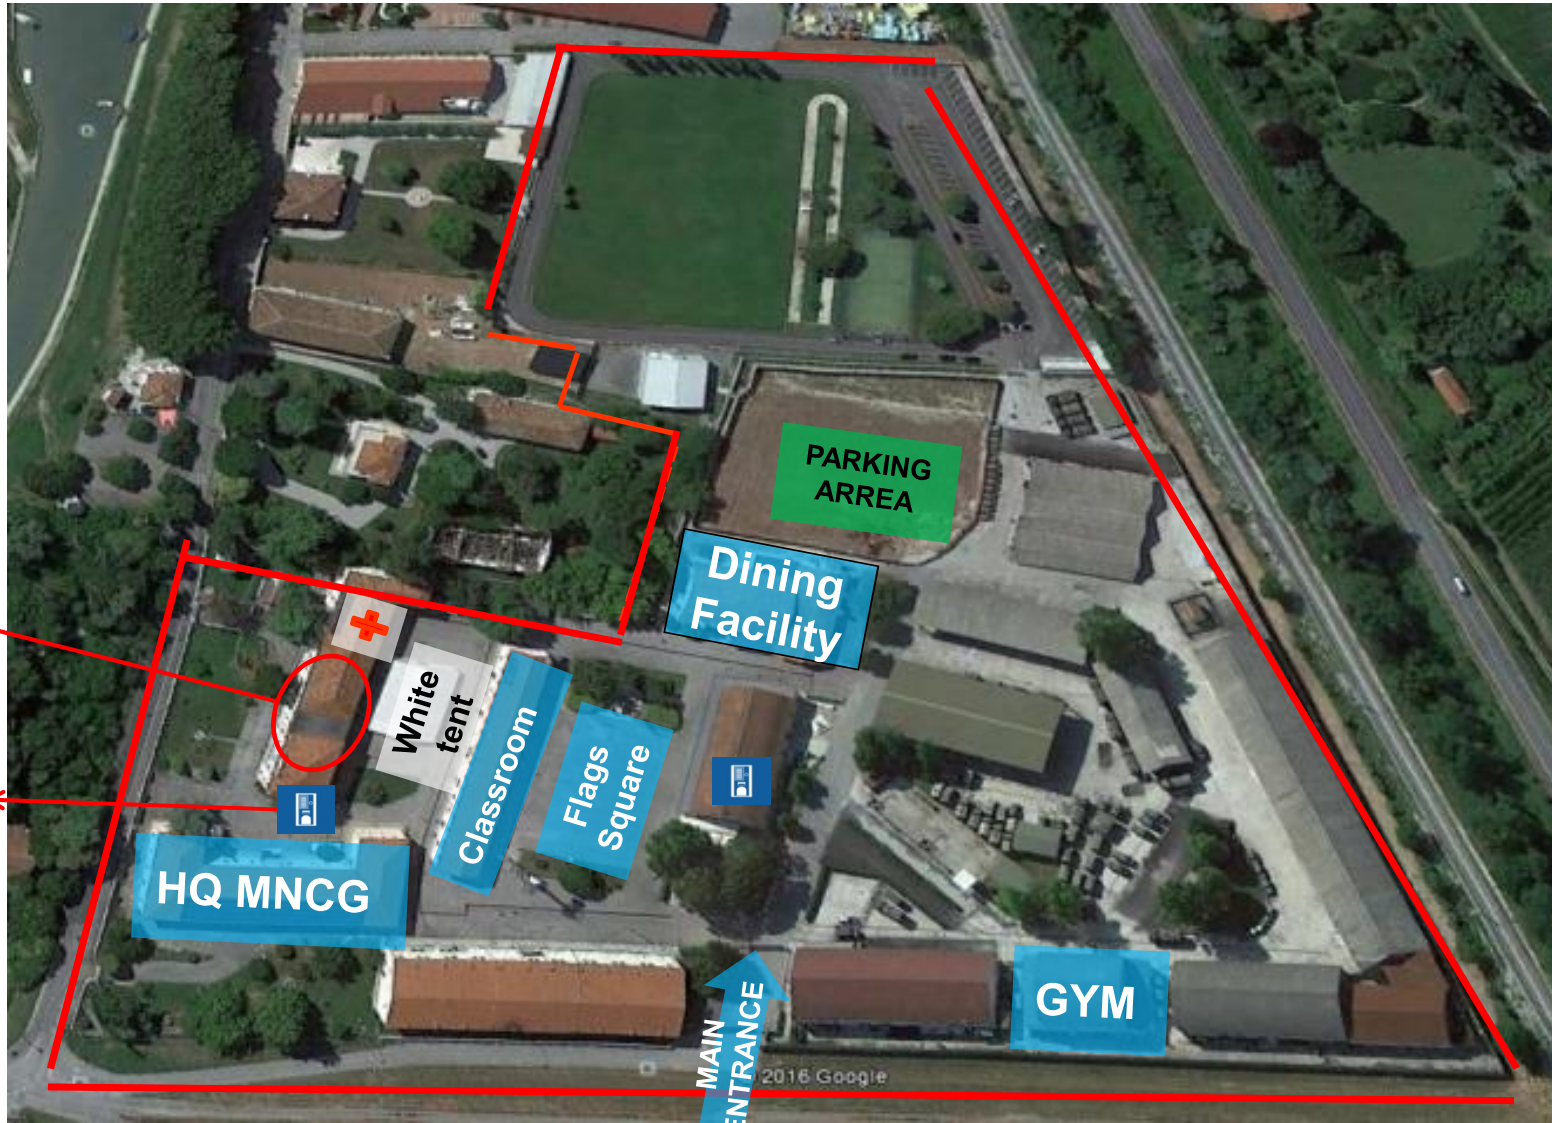 PARKING
ARREA
Dining
Facility
White
tent
Classroom
Flags
Square
HQ MNCG
GYM
MAIN
ENTRANCE
2016 Google